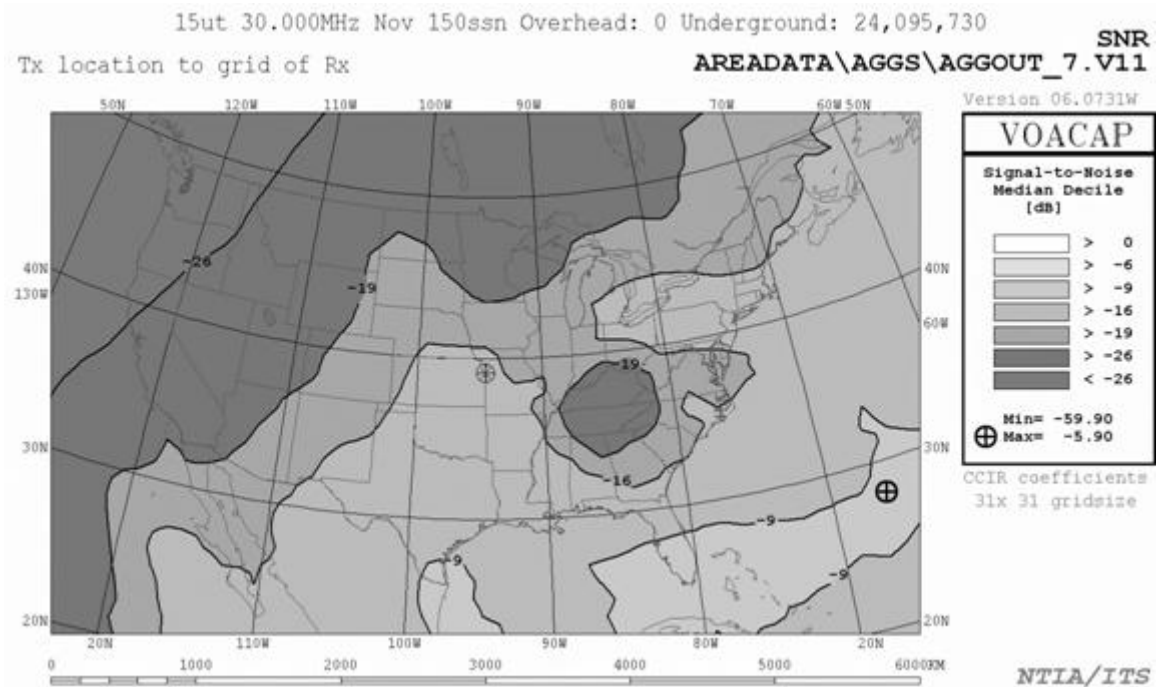 15ut 30.000MHz Nov 150ssn Overhead: 0 Underground: 24,095,730
SNR
Tx location to grid of Rx
AREADATA\AGGS\AGGOUT_7.V11
Version 06.0731W
50N 120W 110W 100W 90W 80W 70W 60W 50N
VOACAP
Signal-to-Noise
Median Decile
[dB]
> 0
> -6
> -9
> -16
> -19
> -26
< -26
Min= -59.90
Max= -5.90
CCIR coefficients
31x 31 gridsize
40N
130W
30N
20N
40N
60W
30N
20N
-26
-19
-19
-16
-9
-9
-9
20N 110W 100W 90W 80W 20N
0 1000 2000 3000 4000 5000 6000KM
NTIA/ITS